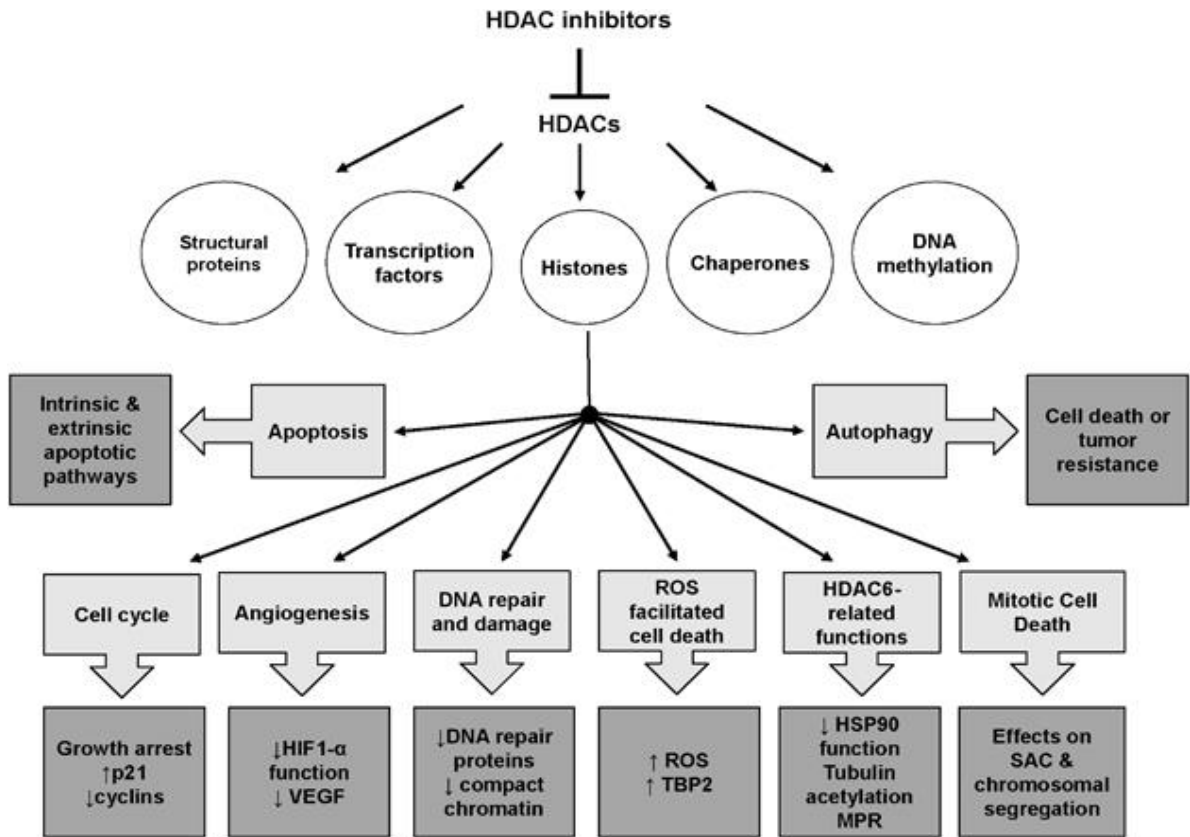 HDAC inhibitors
HDACs
Structural
proteins
Transcription
factors
Histones
Chaperones
DNA
methylation
Intrinsic &
extrinsic
apoptotic
pathways
Apoptosis
Autophagy
Cell death or
tumor
resistance
Cell cycle
Angiogenesis
DNA repair
and damage
ROS
facilitated
cell death
HDAC6-
related
functions
Mitotic Cell
Death
Growth arrest
↑p21
↓cyclins
↓HIF1-α
function
↓ VEGF
↓DNA repair
proteins
↓ compact
chromatin
↑ ROS
↑ TBP2
↓ HSP90
function
Tubulin
acetylation
MPR
Effects on
SAC &
chromosomal
segregation